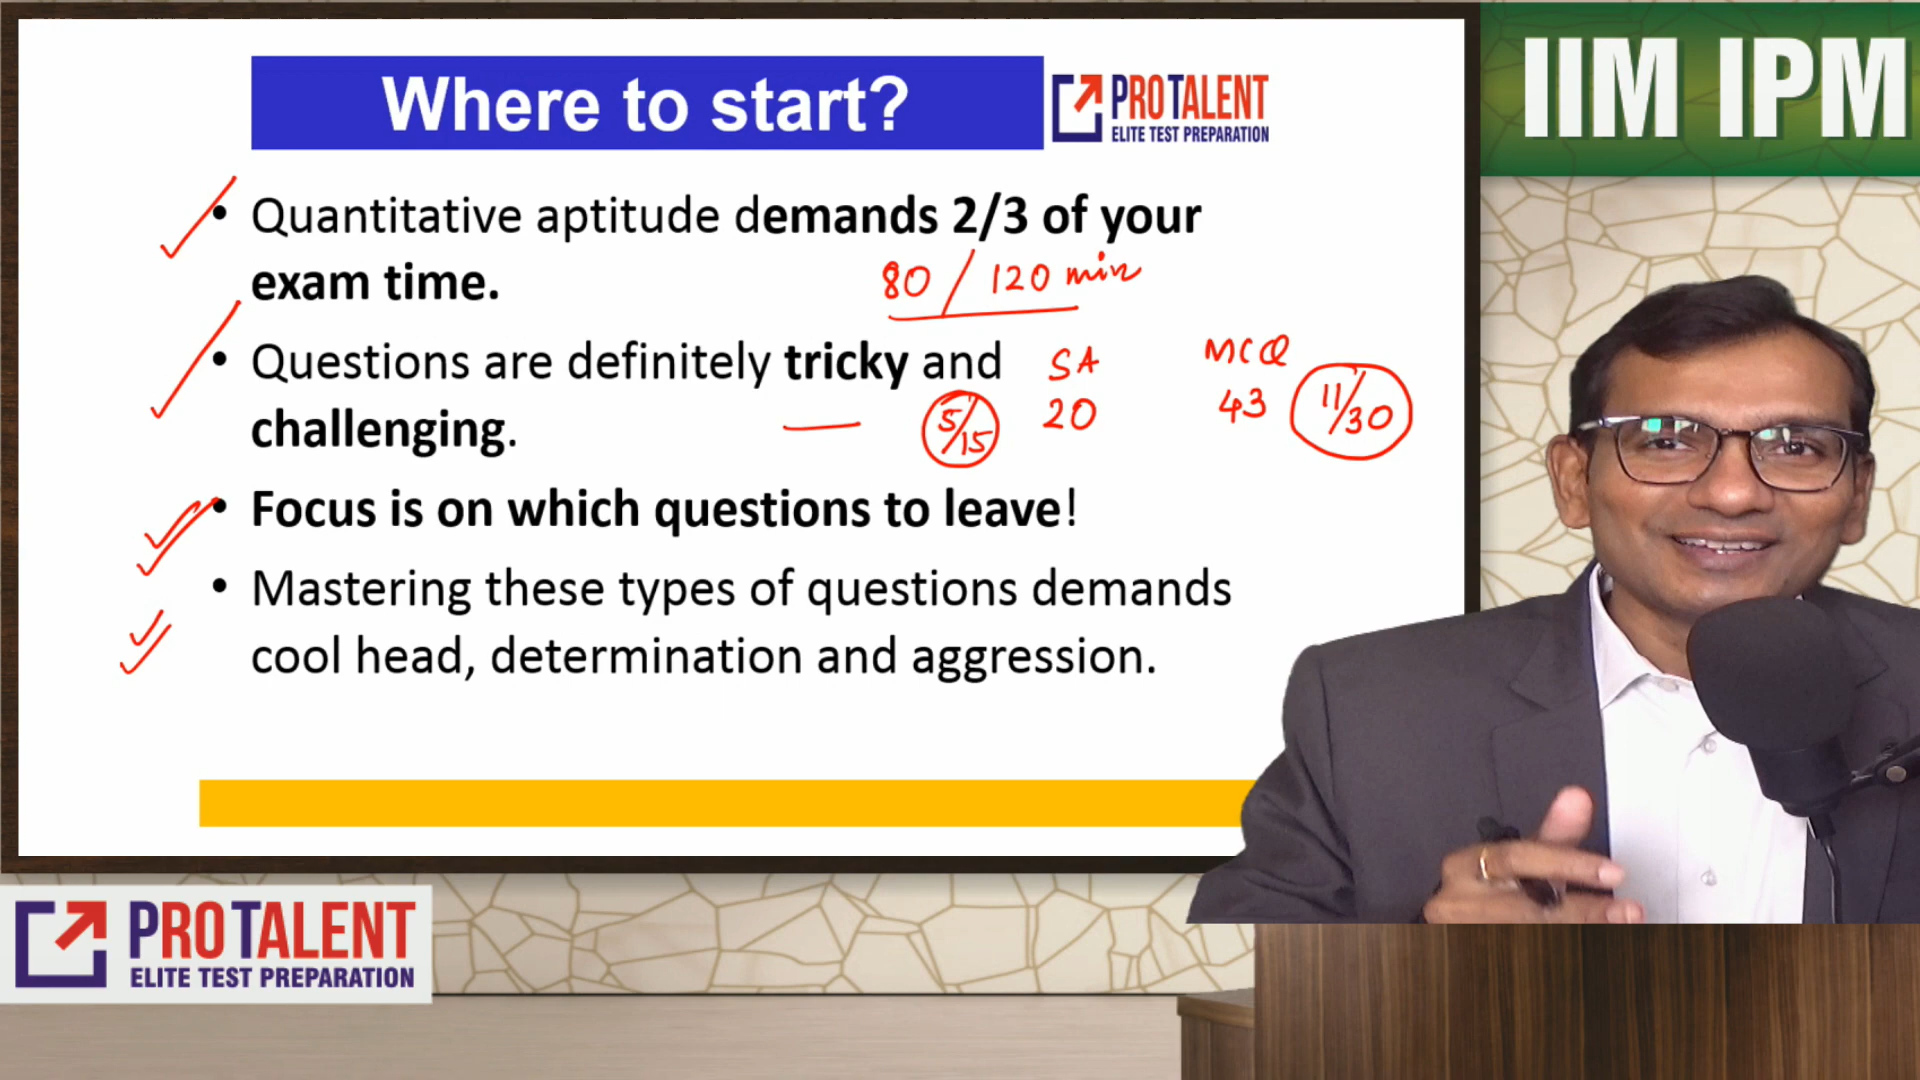 Where to start?
PROTALENT
ELITE TEST PREPARATION
IIM IPM
• Quantitative aptitude demands 2/3 of your
exam time.
80 / 120 min
• Questions are definitely tricky and
challenging.
SA
MCQ
5/15
20
43
11/30
• Focus is on which questions to leave!
• Mastering these types of questions demands
cool head, determination and aggression.
PROTALENT
ELITE TEST PREPARATION